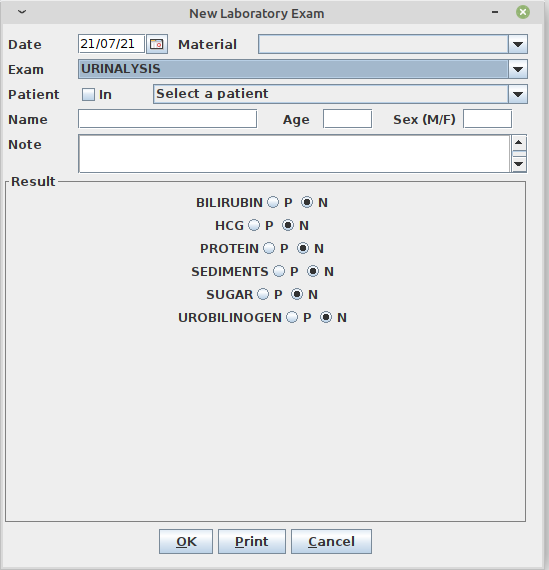 New Laboratory Exam
Date 21/07/21 Material
Exam URINALYSIS
Patient In Select a patient
Name Age Sex (M/F)
Note
Result
BILIRUBIN P N
HCG P N
PROTEIN P N
SEDIMENTS P N
SUGAR P N
UROBILINOGEN P N
OK Print Cancel